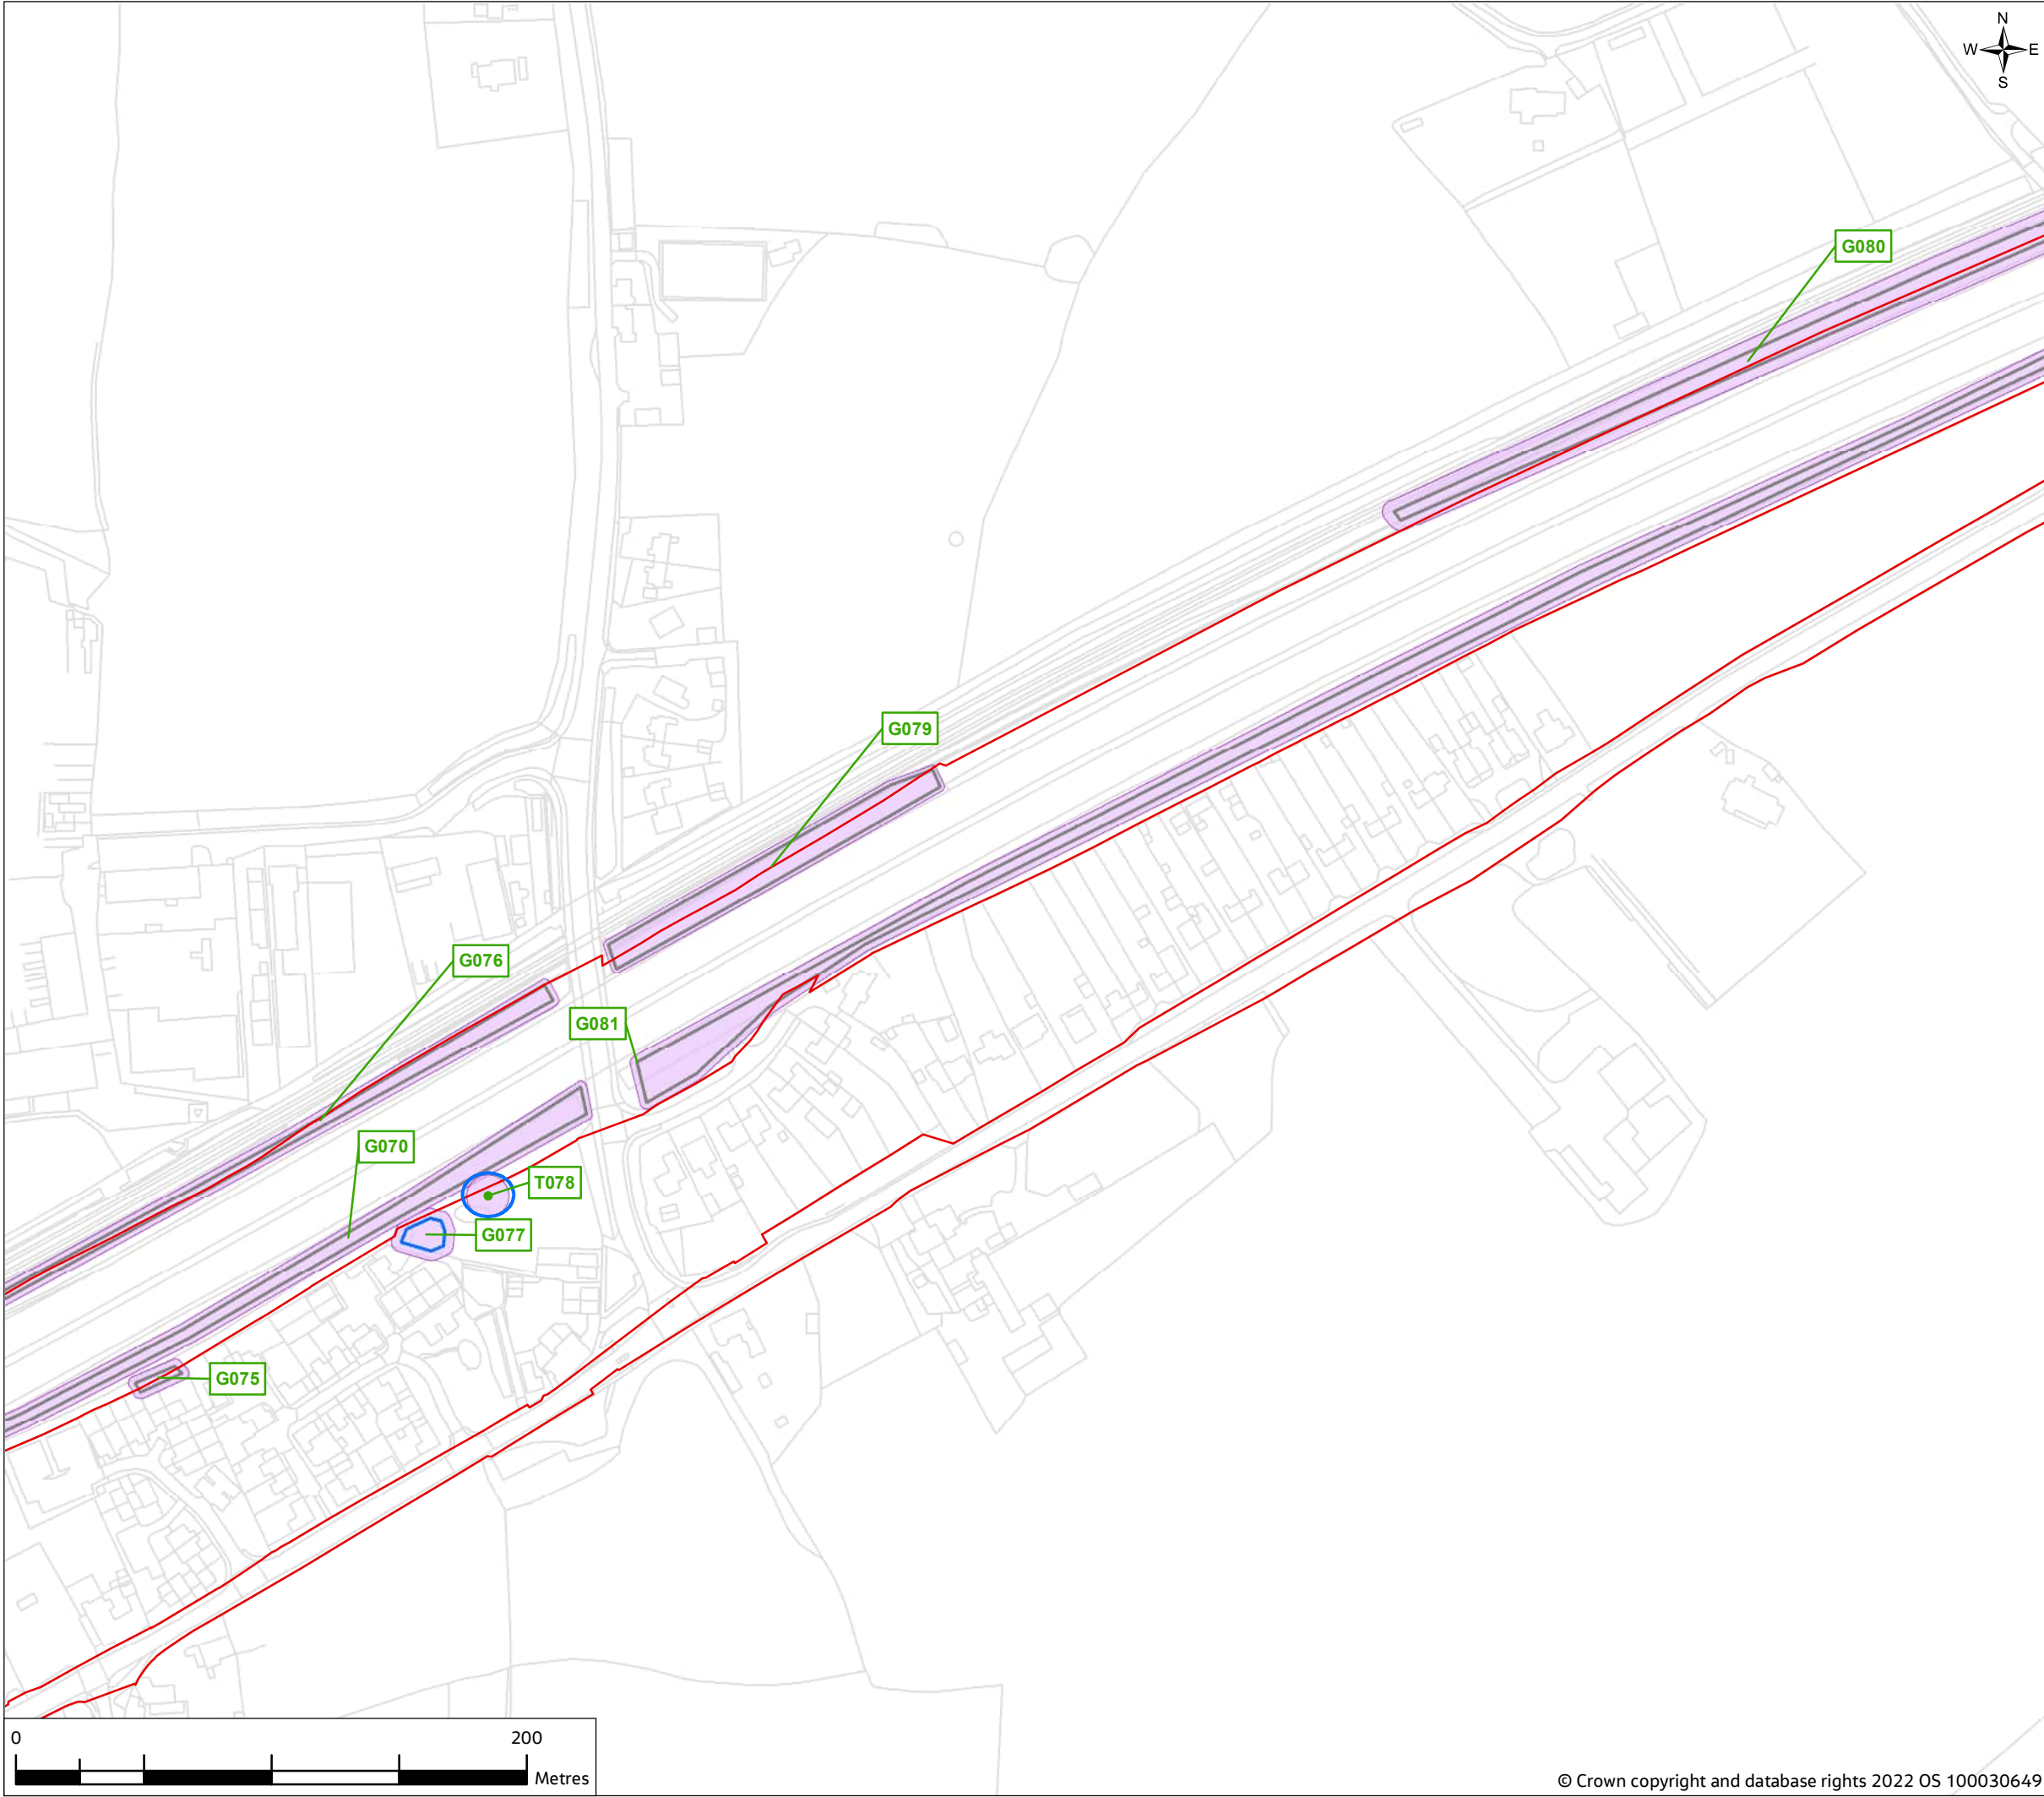 N
W E
S
G080
G079
G076
G081
G070
T078
G077
G075
0 200
Metres
© Crown copyright and database rights 2022 OS 100030649